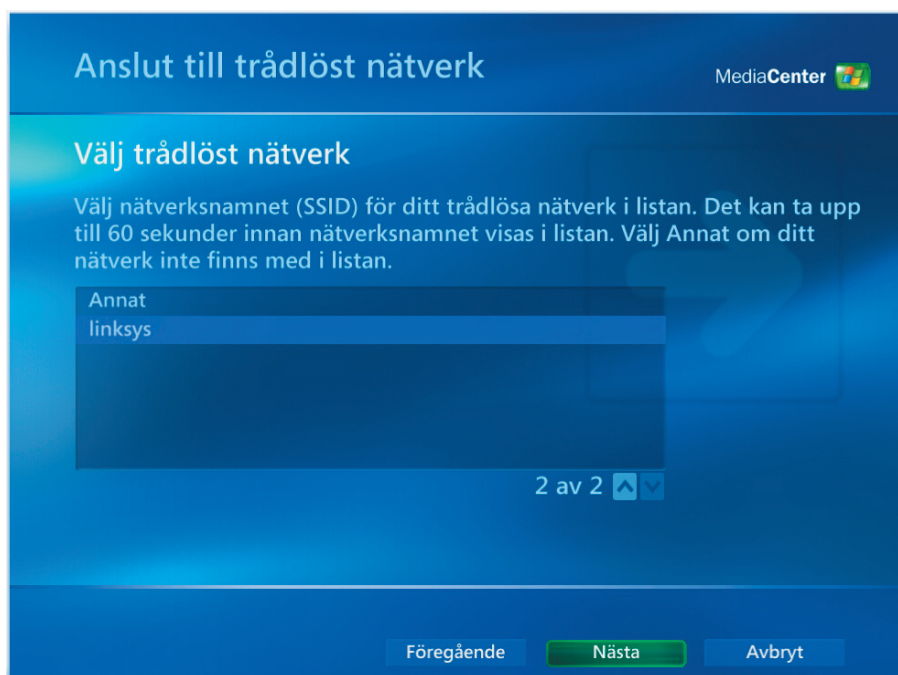 Anslut till trådlöst nätverk
MediaCenter
Välj trådlöst nätverk
Välj nätverksnamnet (SSID) för ditt trådlösa nätverk i listan. Det kan ta upp
till 60 sekunder innan nätverksnamnet visas i listan. Välj Annat om ditt
nätverk inte finns med i listan.
Annat
linksys
2 av 2
Föregående Nästa Avbryt